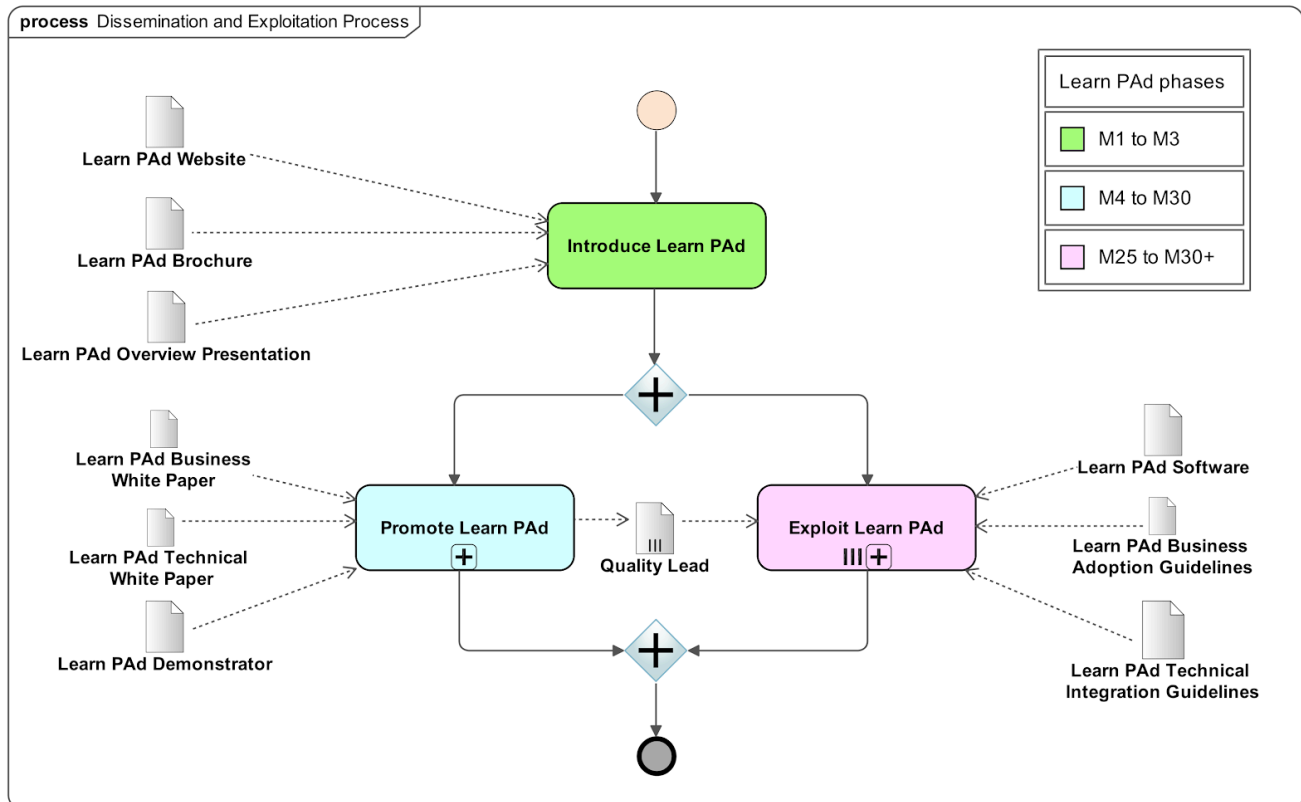 process Dissemination and Exploitation Process
Learn PAd phases
M1 to M3
M4 to M30
M25 to M30+
Learn PAd Website
Learn PAd Brochure
Learn PAd Overview Presentation
Introduce Learn PAd
Learn PAd Business
White Paper
Learn PAd Technical
White Paper
Learn PAd Demonstrator
Promote Learn PAd
Quality Lead
Exploit Learn PAd
Learn PAd Software
Learn PAd Business
Adoption Guidelines
Learn PAd Technical
Integration Guidelines